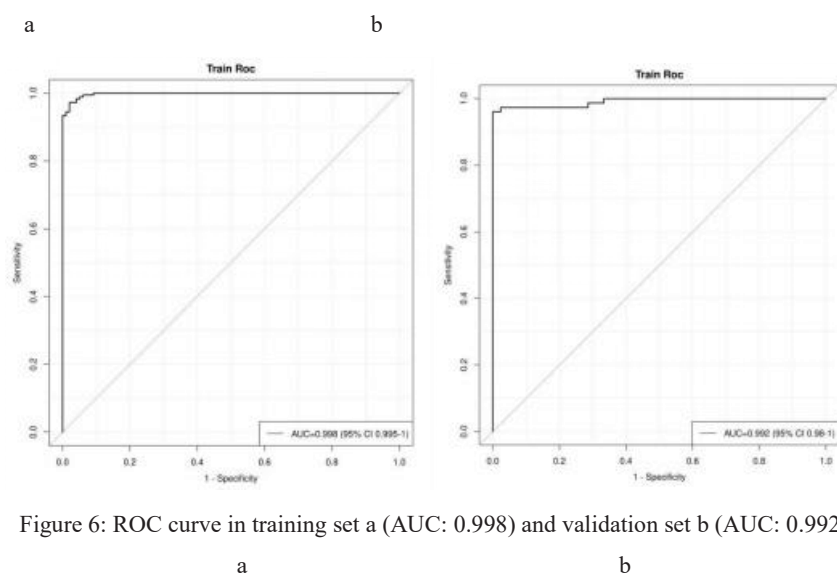 a b
Train Roc
Train Roc
Sensitivity
0.0 0.2 0.4 0.6 0.8 1.0
0.0 0.2 0.4 0.6 0.8 1.0
1 - Specificity
AUC=0.998 (95% CI 0.995-1)
Sensitivity
0.0 0.2 0.4 0.6 0.8 1.0
0.0 0.2 0.4 0.6 0.8 1.0
1 - Specificity
AUC=0.992 (95% CI 0.98-1)
Figure 6: ROC curve in training set a (AUC: 0.998) and validation set b (AUC: 0.992
a b